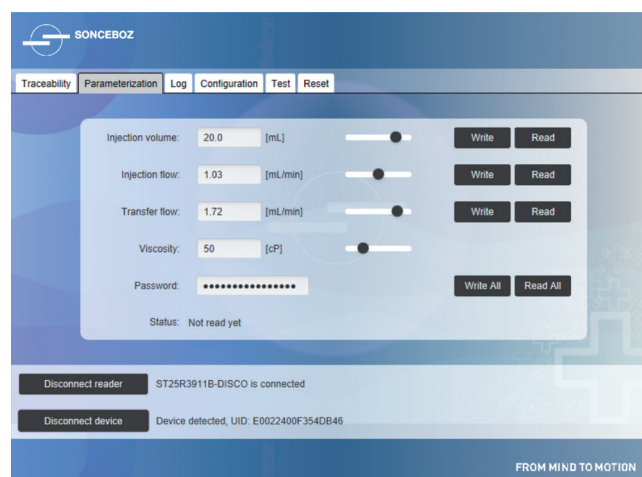 SONCEBOZ
Traceability Parameterization Log Configuration Test Reset
Injection volume: 20.0 [mL] Write Read
Injection flow: 1.03 [mL/min] Write Read
Transfer flow: 1.72 [mL/min] Write Read
Viscosity: 50 [cP]
Password: •••••••••••••••• Write All Read All
Status: Not read yet
Disconnect reader ST25R3911B-DISCO is connected
Disconnect device Device detected, UID: E0022400F354DB46
FROM MIND TO MOTION